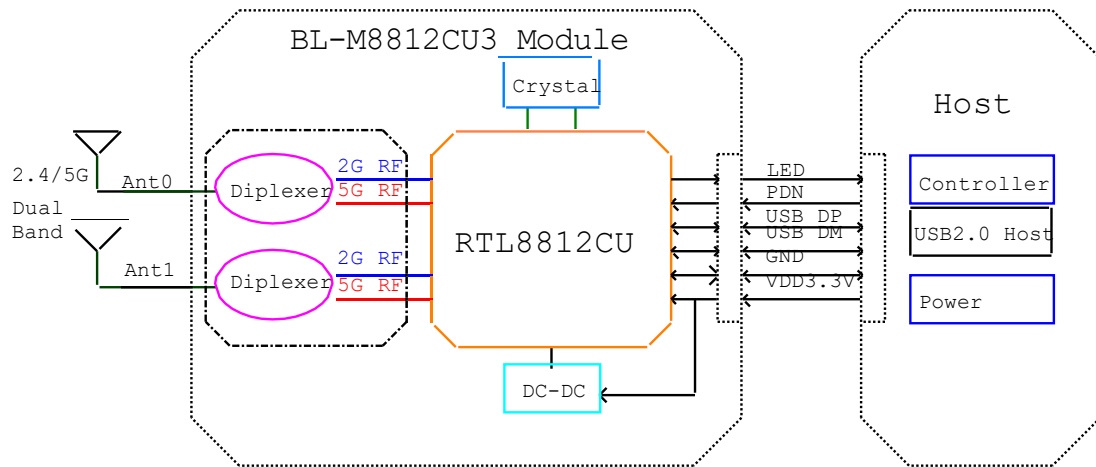 BL-M8812CU3 Module
Crystal
Host
2.4/5G
Dual
Band
Ant0
Ant1
Diplexer
Diplexer
2G RF
5G RF
2G RF
5G RF
RTL8812CU
DC-DC
LED
PDN
USB DP
USB DM
GND
VDD3.3V
Controller
USB2.0 Host
Power